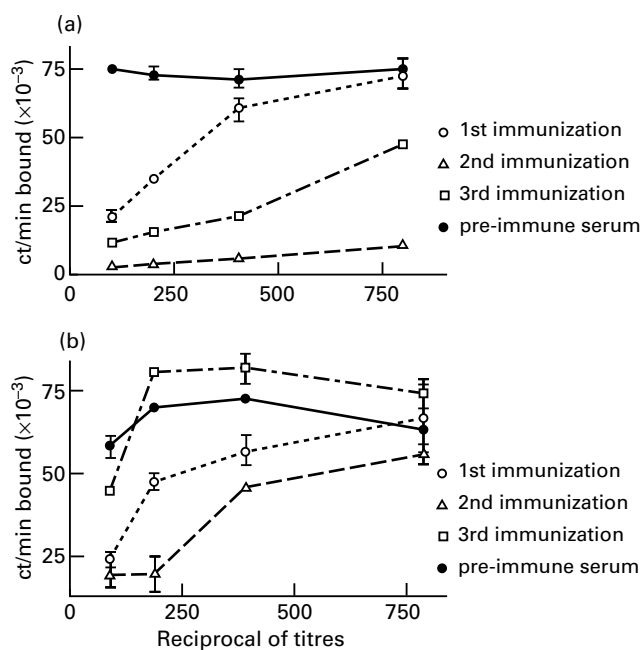 (a)
ct/min bound (×10⁻³)
75
50
25
0
0
250
500
750
1st immunization
2nd immunization
3rd immunization
pre-immune serum
(b)
ct/min bound (×10⁻³)
75
50
25
0
250
500
750
Reciprocal of titres
1st immunization
2nd immunization
3rd immunization
pre-immune serum